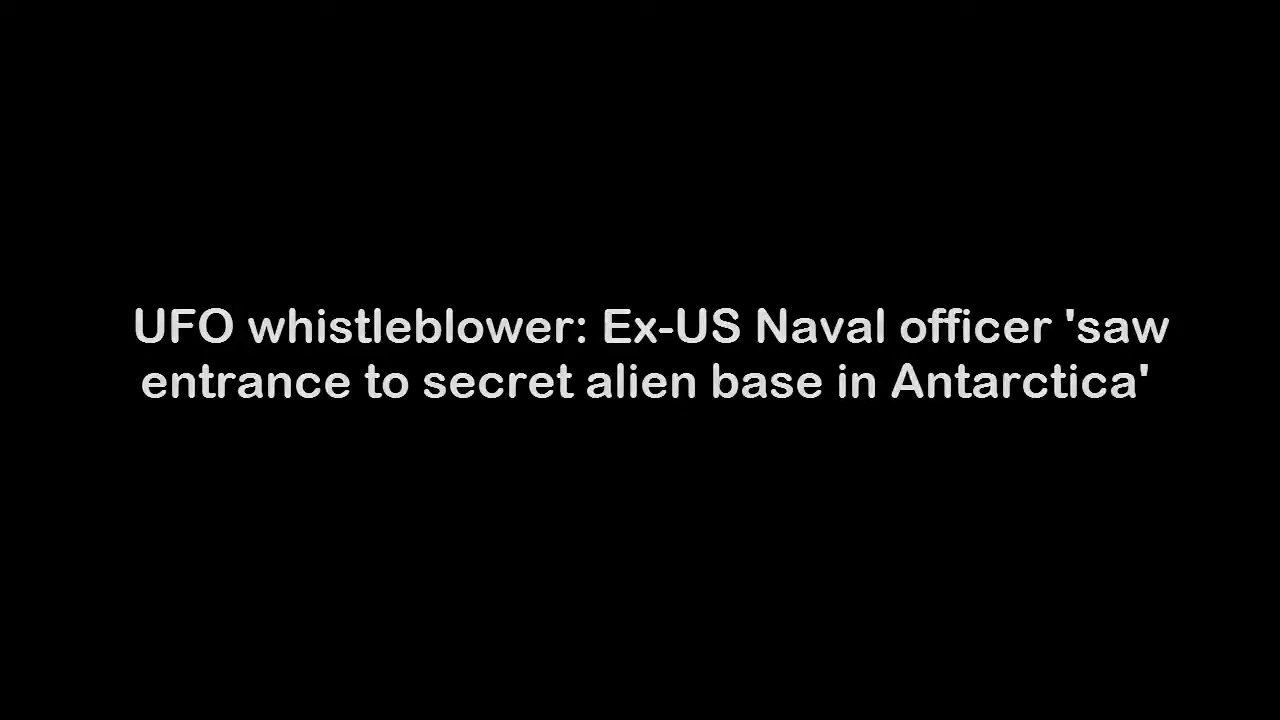 UFO whistleblower: Ex-US Naval officer 'saw
entrance to secret alien base in Antarctica'